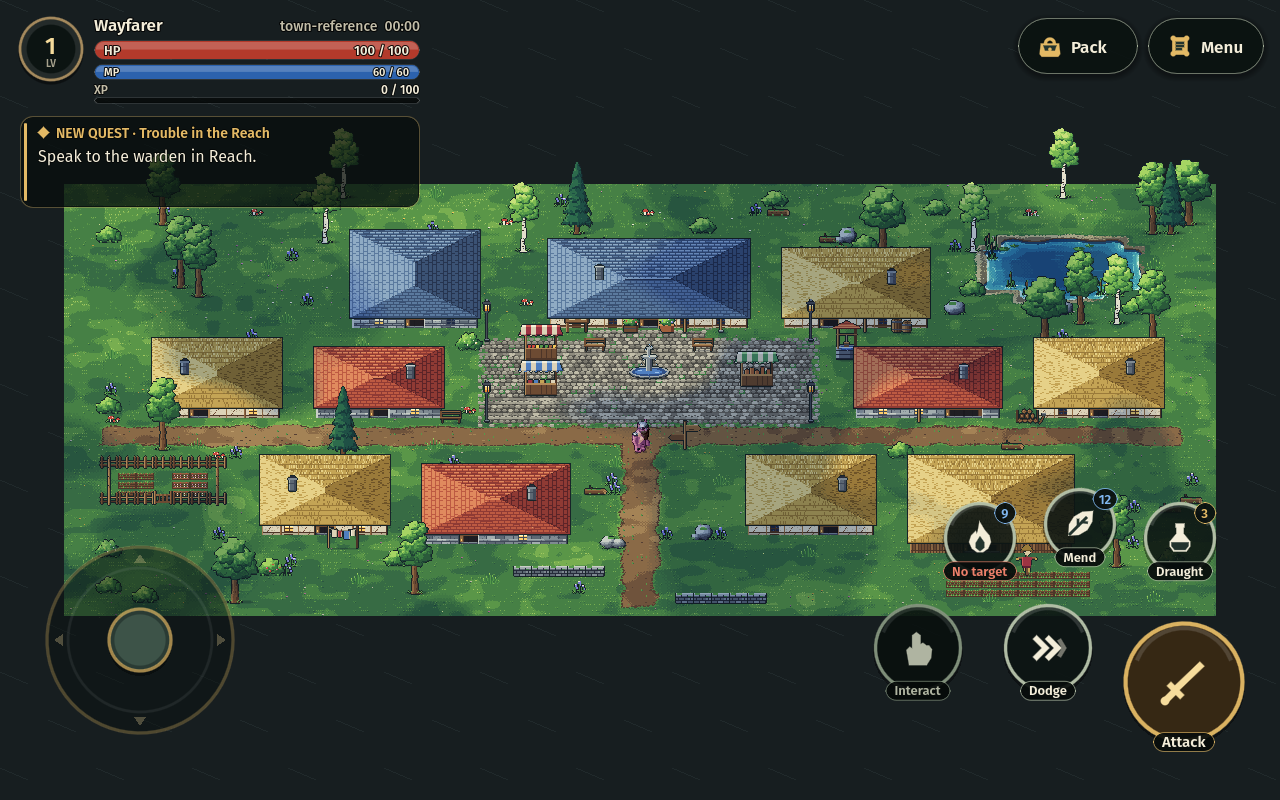 1
LV
Wayfarer
town-reference 00:00
HP 100 / 100
MP 60 / 60
XP 0 / 100
Pack
Menu
NEW QUEST · Trouble in the Reach
Speak to the warden in Reach.
9
12
3
No target
Mend
Draught
Interact
Dodge
Attack